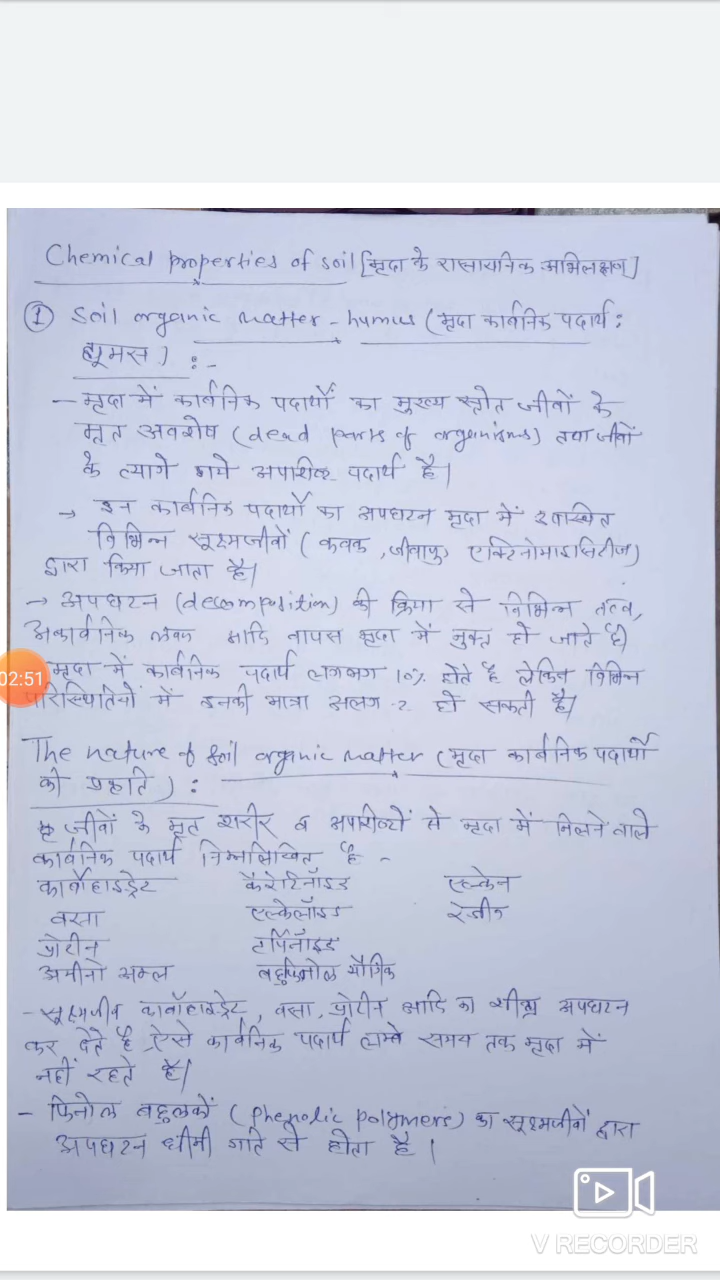 Chemical properties of soil [मृदा के रासायनिक अभिलक्षण]
① Soil organic matter - humus (मृदा कार्बनिक पदार्थ :
ह्यूमस) :-
- मृदा में कार्बनिक पदार्थों का मुख्य स्त्रोत जीवों के
मृत अवशेष (dead parts of organisms) तथा जीवों
के त्यागे गये अपशिष्ट पदार्थ है।
→ इन कार्बनिक पदार्थों का अपघटन मृदा में
विभिन्न सूक्ष्मजीवों (कवक, जीवाणु एक्टिनोमाइसिटीज)
द्वारा किया जाता है।
→ अपघटन (decomposition) की क्रिया से विभिन्न तत्व,
अकार्बनिक लवण आदि वापस मृदा में मुक्त हो जाते है।
मृदा में कार्बनिक पदार्थ लगभग 10% होते है लेकिन विभिन्न
परिस्थितियों में इनकी मात्रा अलग-2 हो सकती है।
02:51
The nature of soil organic matter (मृदा कार्बनिक पदार्थों
की प्रकृति) :
जीवों के मृत शरीर व अपशिष्टों से मृदा में मिलने वाले
कार्बनिक पदार्थ निम्नलिखित है -
कार्बोहाइड्रेट कैरोटिनॉइड एल्केन
वसा एल्केलॉइड रेजीन
प्रोटीन टर्पिनॉइड
अमीनो अम्ल बहुफिनोल यौगिक
- सूक्ष्मजीव कार्बोहाइड्रेट, वसा, प्रोटीन आदि का शीघ्र अपघटन
कर देते है, ऐसे कार्बनिक पदार्थ लम्बे समय तक मृदा में
नहीं रहते है।
- फिनोल बहुलकों (phenolic polymers) का सूक्ष्मजीवों द्वारा
अपघटन धीमी गति से होता है।
V RECORDER